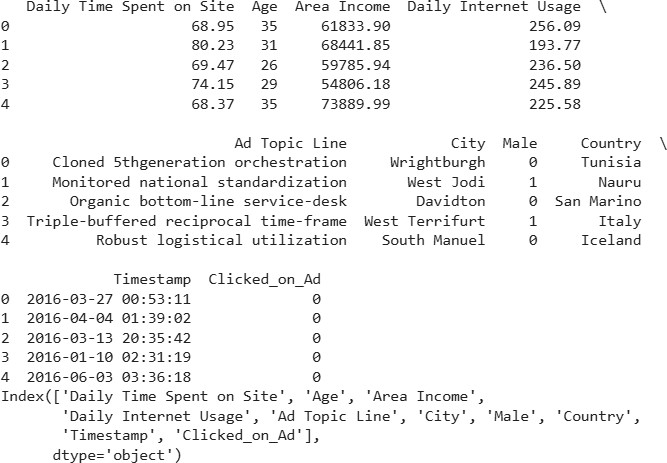 Daily Time Spent on Site  Age  Area Income  Daily Internet Usage  \
0                     68.95   35     61833.90                256.09
1                     80.23   31     68441.85                193.77
2                     69.47   26     59785.94                236.50
3                     74.15   29     54806.18                245.89
4                     68.37   35     73889.99                225.58

                           Ad Topic Line            City  Male     Country  \
0     Cloned 5thgeneration orchestration     Wrightburgh     0     Tunisia
1     Monitored national standardization       West Jodi     1       Nauru
2       Organic bottom-line service-desk        Davidton     0  San Marino
3  Triple-buffered reciprocal time-frame  West Terrifurt     1       Italy
4          Robust logistical utilization    South Manuel     0     Iceland

             Timestamp  Clicked_on_Ad
0  2016-03-27 00:53:11              0
1  2016-04-04 01:39:02              0
2  2016-03-13 20:35:42              0
3  2016-01-10 02:31:19              0
4  2016-06-03 03:36:18              0
Index(['Daily Time Spent on Site', 'Age', 'Area Income',
       'Daily Internet Usage', 'Ad Topic Line', 'City', 'Male', 'Country',
       'Timestamp', 'Clicked_on_Ad'],
      dtype='object')